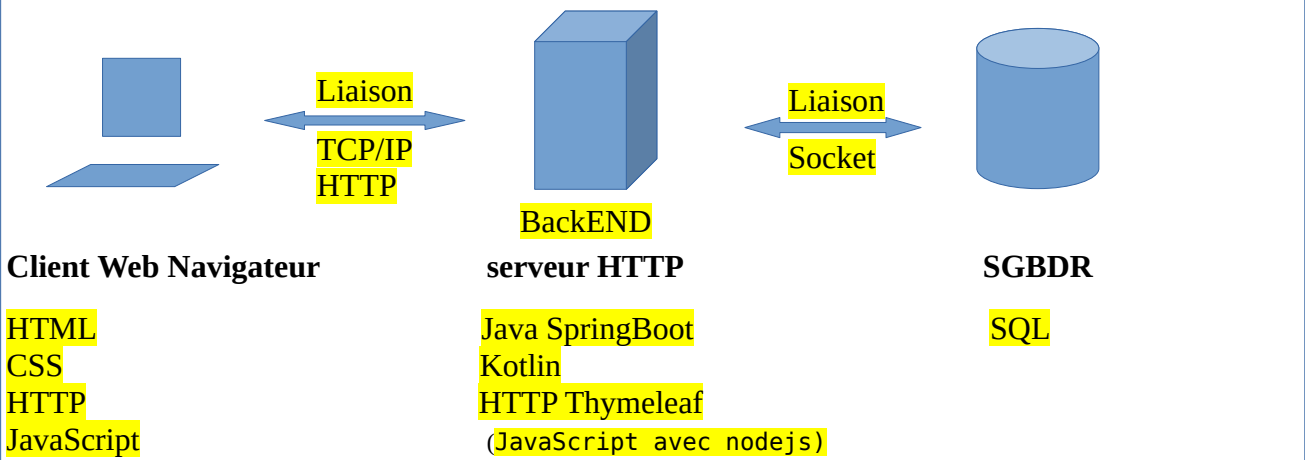 Liaison
TCP/IP
HTTP
Liaison
Socket
BackEND
Client Web Navigateur
serveur HTTP
SGBDR
HTML
CSS
HTTP
JavaScript
Java SpringBoot
Kotlin
HTTP Thymeleaf
(JavaScript avec nodejs)
SQL